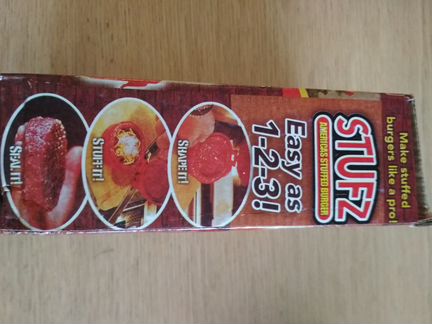 Make stuffed
burgers like a pro!
STUFZ
AMERICAS STUFFED BURGER
Easy as
1-2-3!
SHAPE IT!
STUFF IT!
SEAL IT!